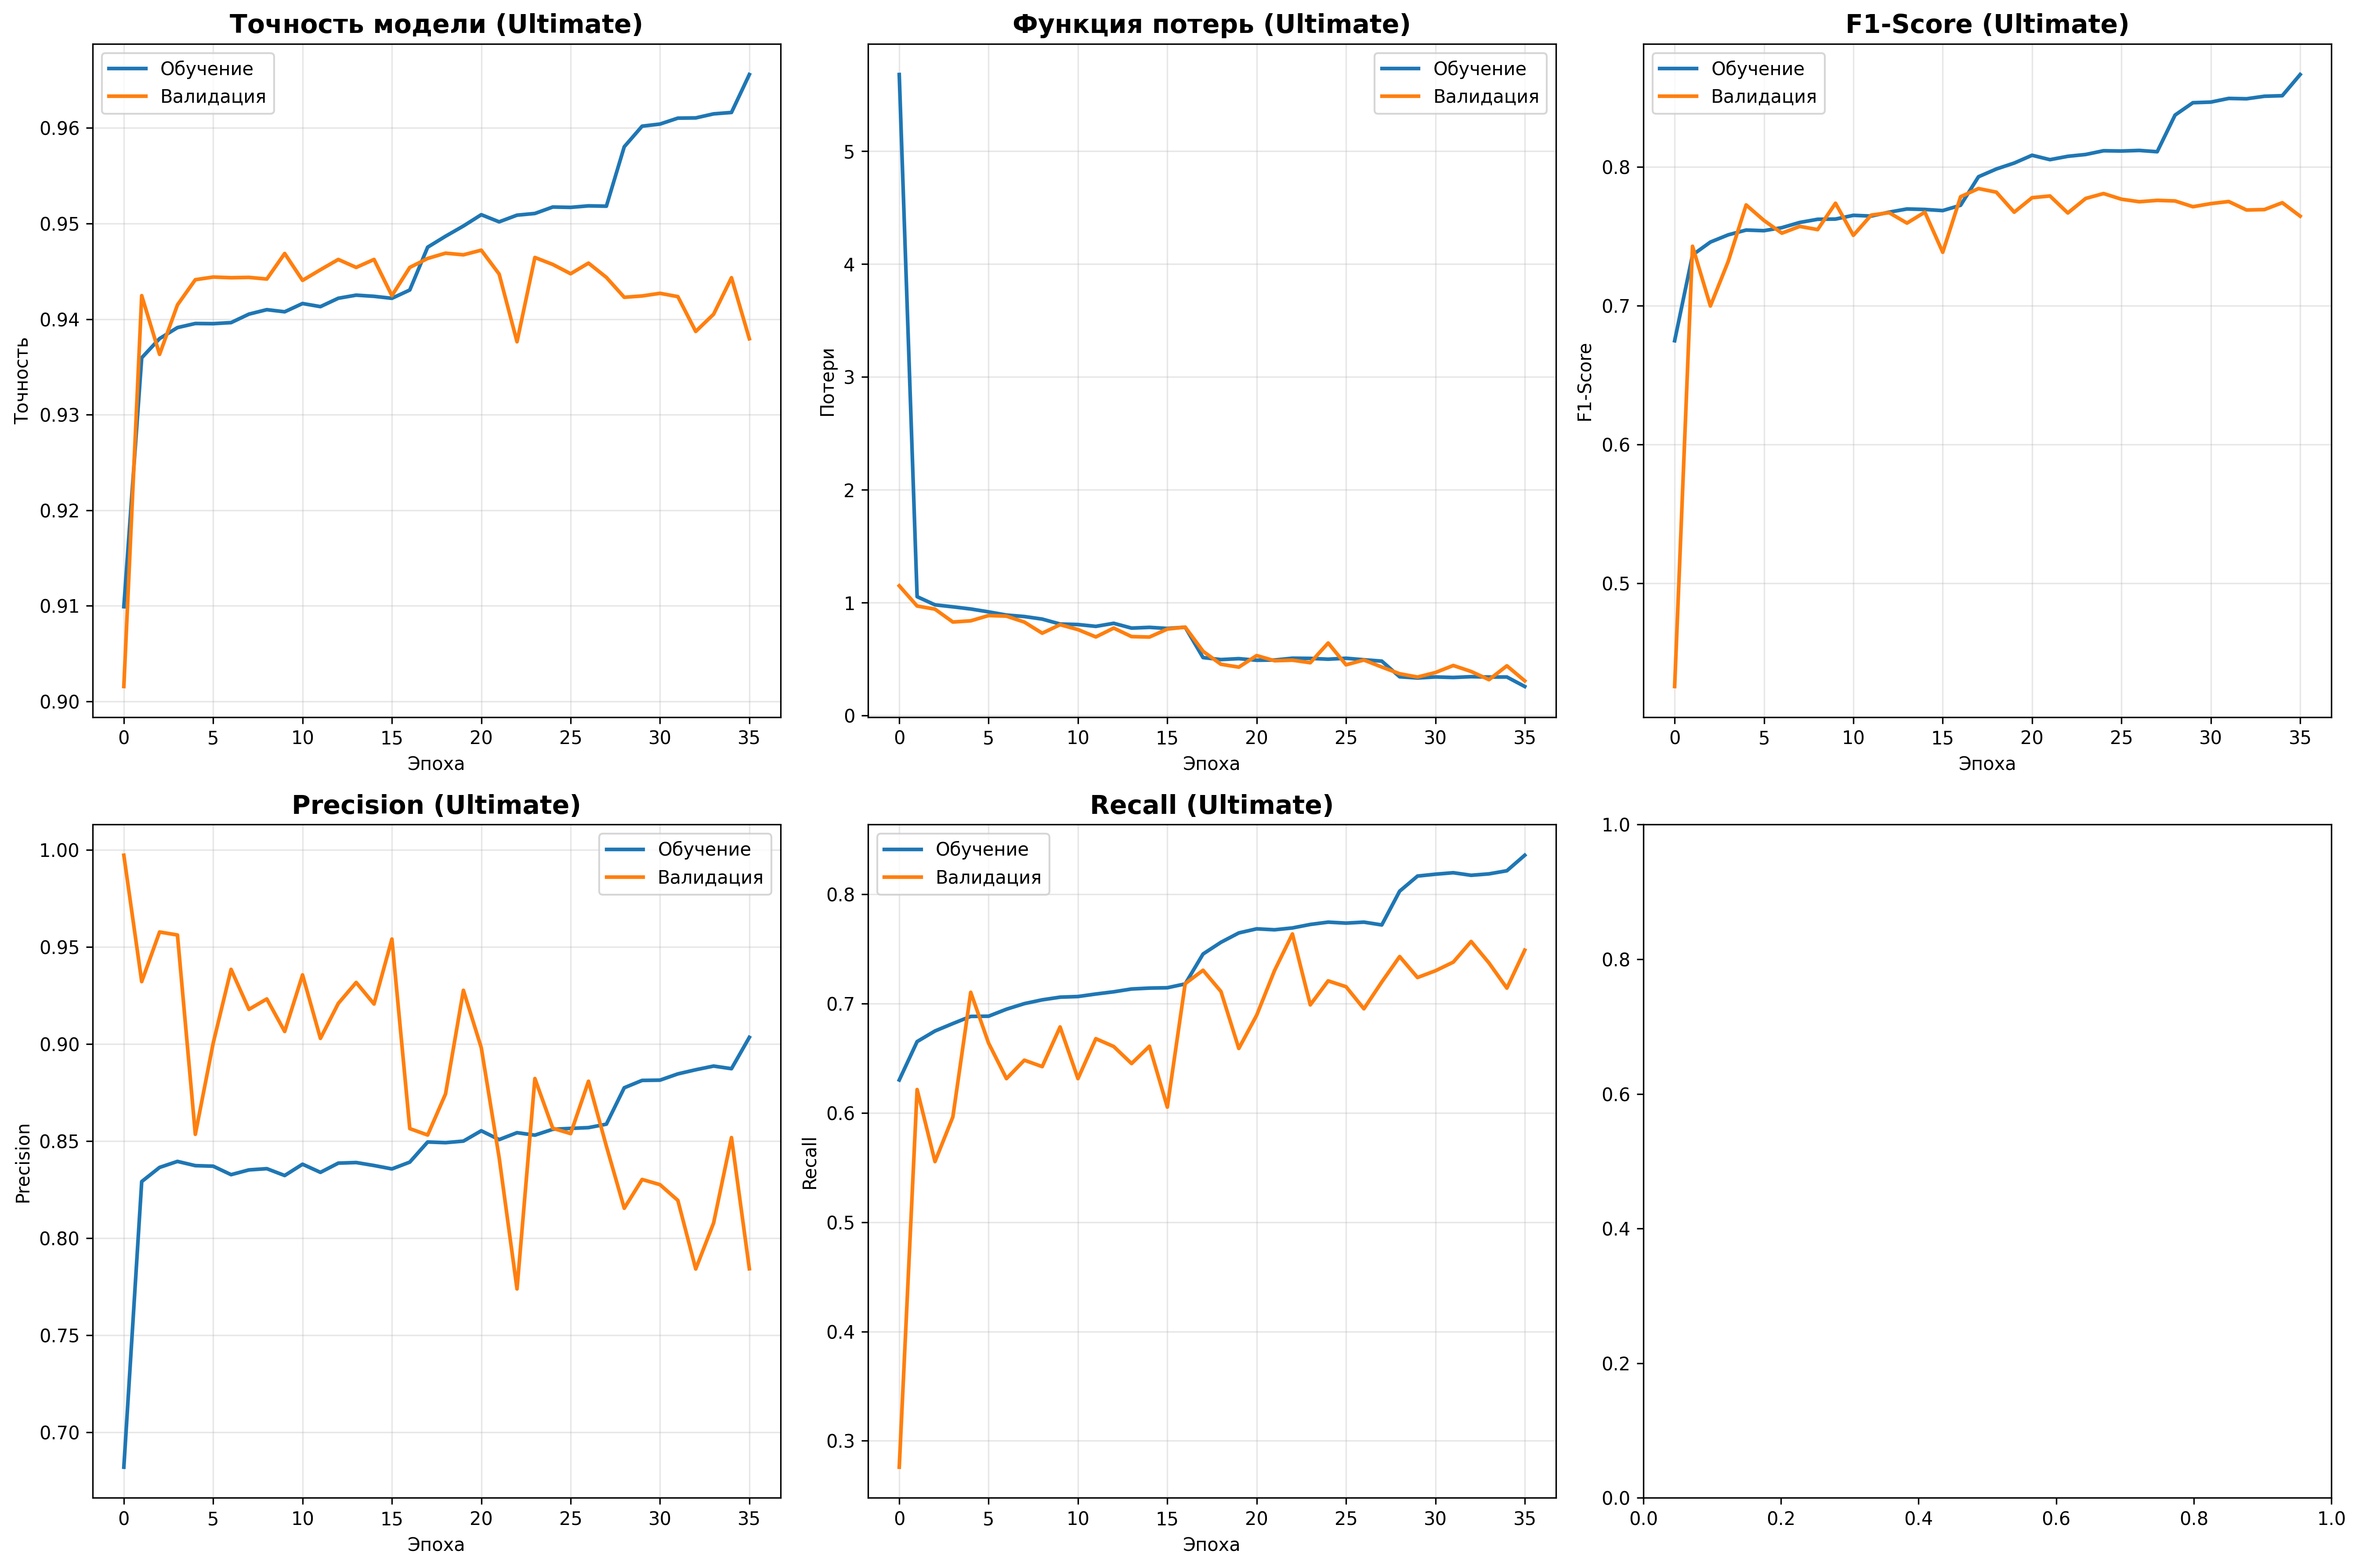 Точность модели (Ultimate)
Обучение
Валидация
Точность
0.96
0.95
0.94
0.93
0.92
0.91
0.90
0 5 10 15 20 25 30 35
Эпоха
Функция потерь (Ultimate)
Обучение
Валидация
Потери
5
4
3
2
1
0
0 5 10 15 20 25 30 35
Эпоха
F1-Score (Ultimate)
Обучение
Валидация
F1-Score
0.8
0.7
0.6
0.5
0 5 10 15 20 25 30 35
Эпоха
Precision (Ultimate)
Обучение
Валидация
Precision
1.00
0.95
0.90
0.85
0.80
0.75
0.70
0 5 10 15 20 25 30 35
Эпоха
Recall (Ultimate)
Обучение
Валидация
Recall
0.8
0.7
0.6
0.5
0.4
0.3
0 5 10 15 20 25 30 35
Эпоха
1.0
0.8
0.6
0.4
0.2
0.0
0.0 0.2 0.4 0.6 0.8 1.0